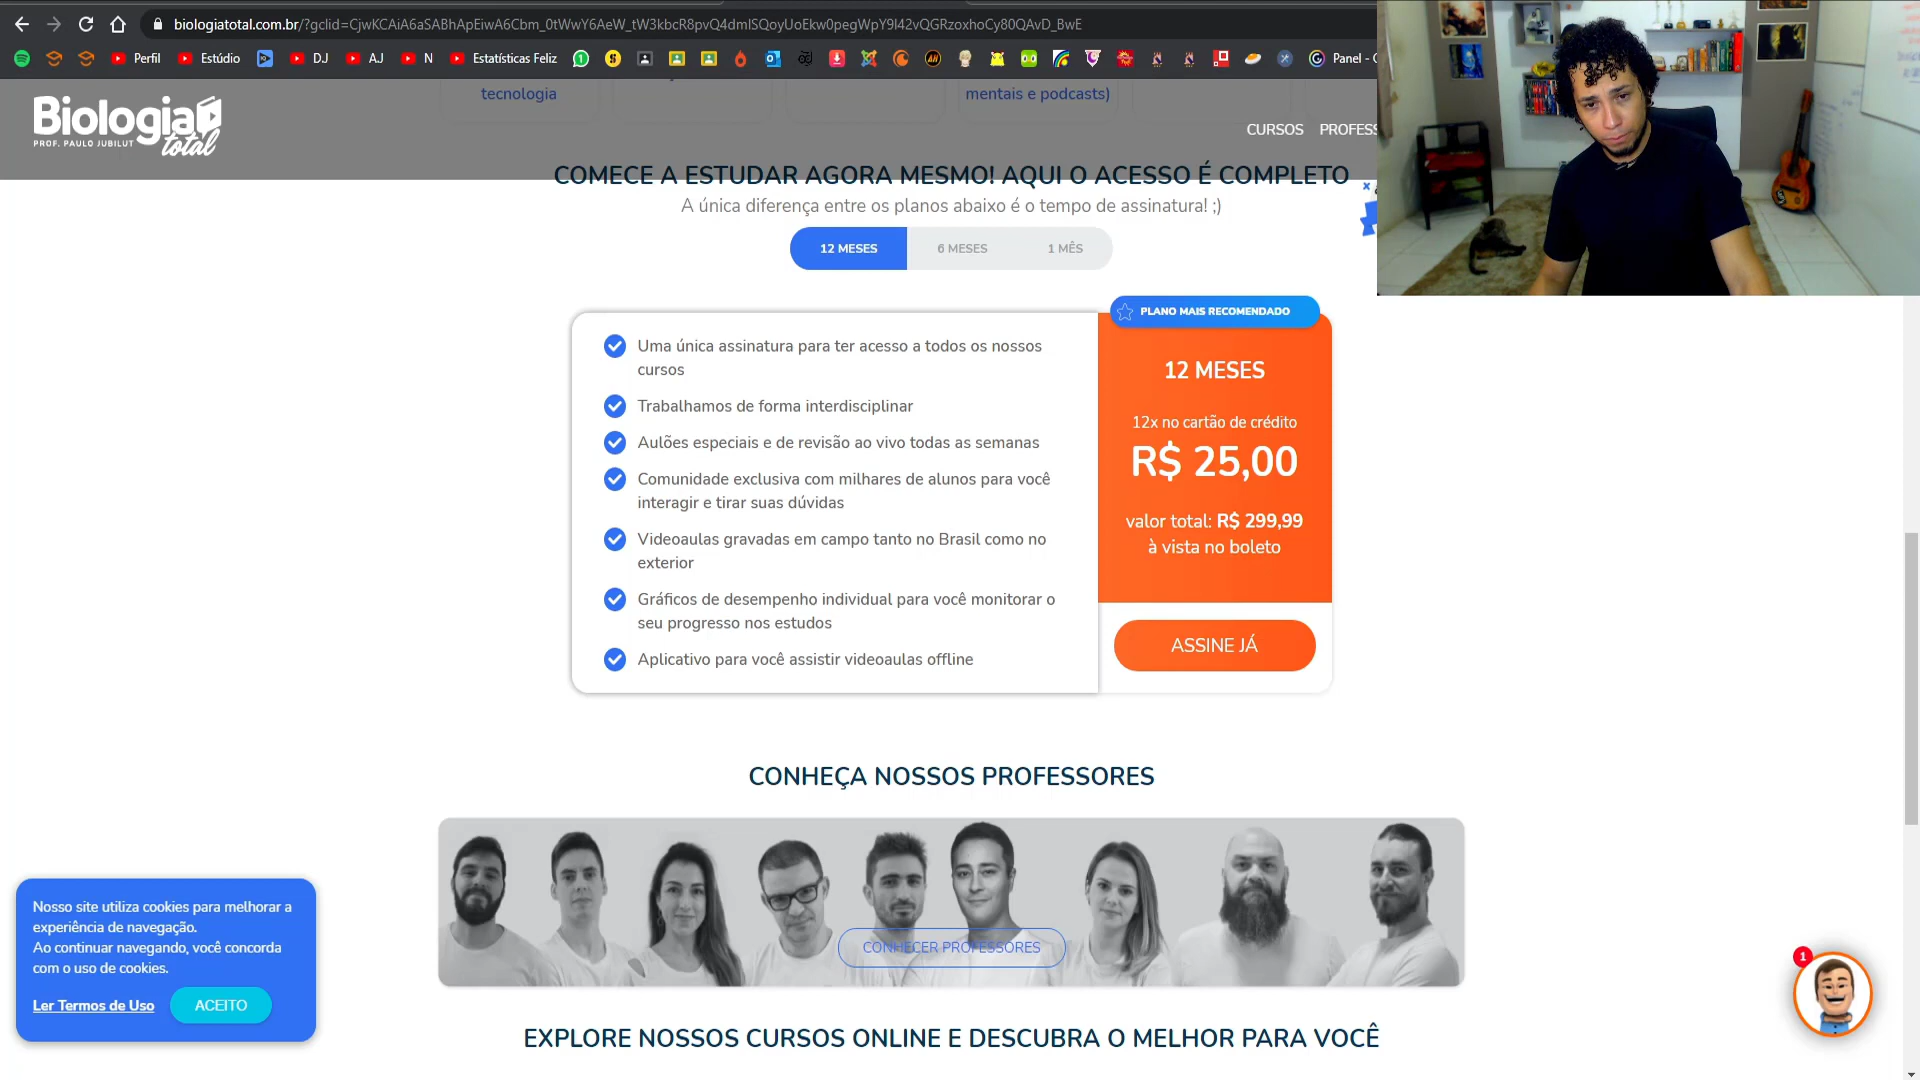 biologiatotal.com.br/?gclid=CjwKCAiA6aSABhApEiwA6Cbm_0tWwY6AeW_tW3kbcR8pvQ4dmISQoyUoEkw0pegWpY9l42vQGRzoxhoCy80QAvD_BwE
Perfil Estúdio DJ AJ N Estatísticas Feliz Panel - C
tecnologia mentais e podcasts)
Biologia total
PROF. PAULO JUBILUT
CURSOS PROFESS
COMECE A ESTUDAR AGORA MESMO! AQUI O ACESSO É COMPLETO
A única diferença entre os planos abaixo é o tempo de assinatura! ;)
12 MESES 6 MESES 1 MÊS
PLANO MAIS RECOMENDADO
Uma única assinatura para ter acesso a todos os nossos
cursos
Trabalhamos de forma interdisciplinar
Aulões especiais e de revisão ao vivo todas as semanas
Comunidade exclusiva com milhares de alunos para você
interagir e tirar suas dúvidas
Videoaulas gravadas em campo tanto no Brasil como no
exterior
Gráficos de desempenho individual para você monitorar o
seu progresso nos estudos
Aplicativo para você assistir videoaulas offline
12 MESES
12x no cartão de crédito
R$ 25,00
valor total: R$ 299,99
à vista no boleto
ASSINE JÁ
CONHEÇA NOSSOS PROFESSORES
CONHECER PROFESSORES
Nosso site utiliza cookies para melhorar a
experiência de navegação.
Ao continuar navegando, você concorda
com o uso de cookies.
Ler Termos de Uso ACEITO
1
EXPLORE NOSSOS CURSOS ONLINE E DESCUBRA O MELHOR PARA VOCÊ